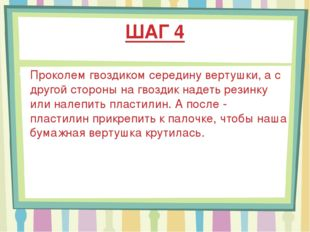 ШАГ 4
Проколем гвоздиком середину вертушки, а с
другой стороны на гвоздик надеть резинку
или налепить пластилин. А после -
пластилин прикрепить к палочке, чтобы наша
бумажная вертушка крутилась.